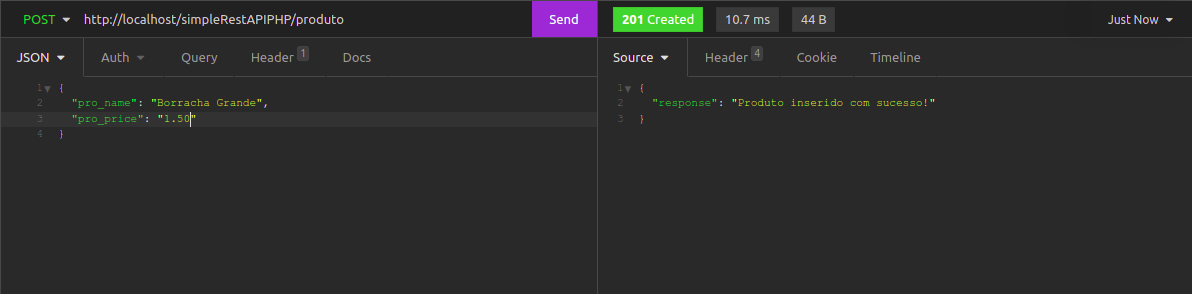 POST http://localhost/simpleRestAPIPHP/produto Send 201 Created 10.7 ms 44 B Just Now
JSON Auth Query Header 1 Docs Source Header 4 Cookie Timeline
1 {
2 "pro_name": "Borracha Grande",
3 "pro_price": "1.50"
4 }
1 {
2 "response": "Produto inserido com sucesso!"
3 }